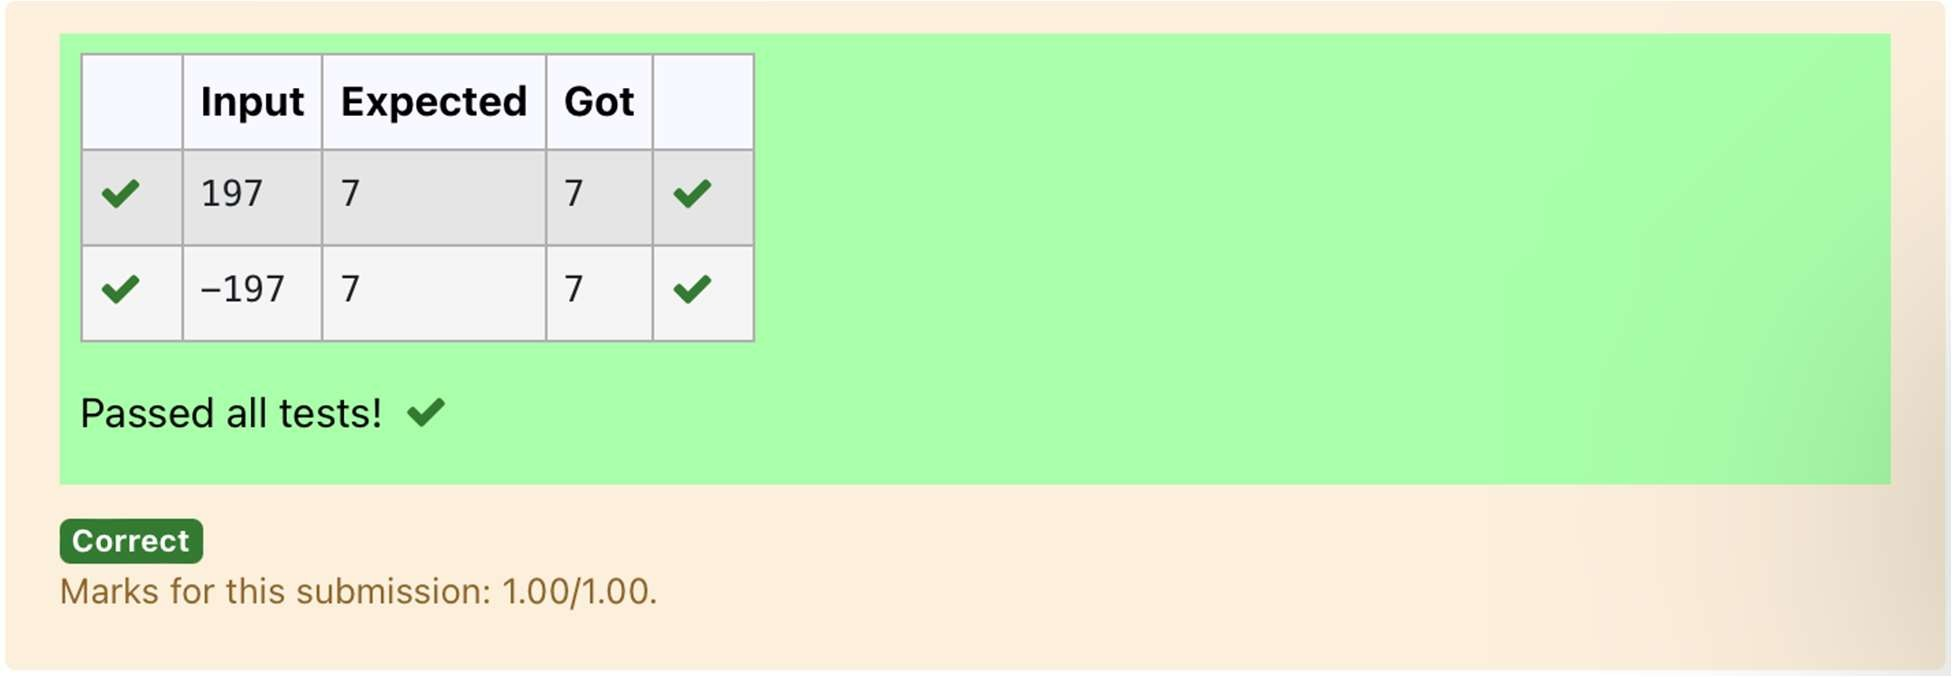 Input Expected Got
197 7 7
−197 7 7
Passed all tests!
Correct
Marks for this submission: 1.00/1.00.